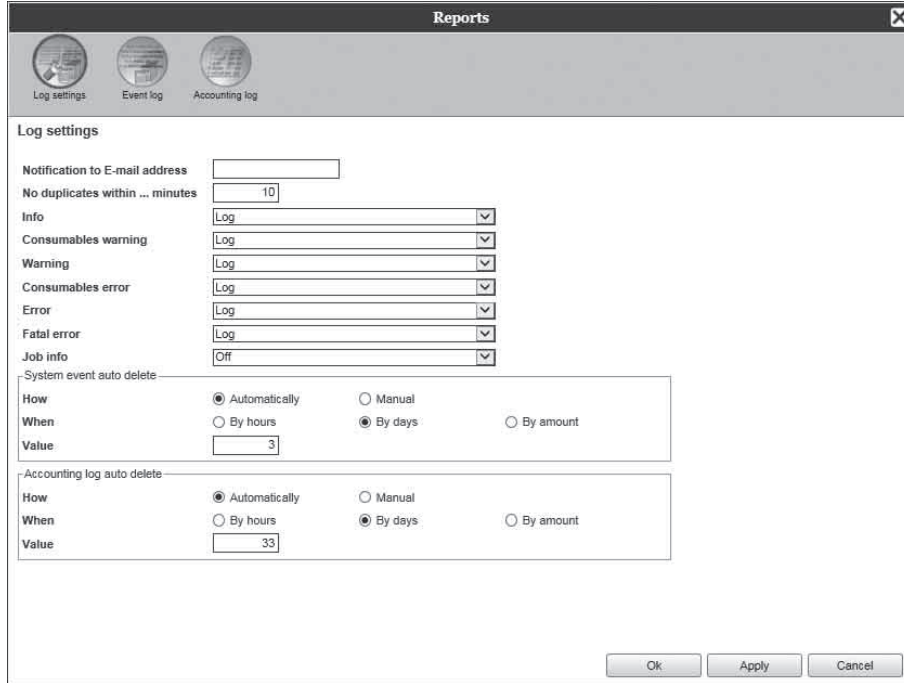 Reports
Log settings Event log Accounting log
Log settings
Notification to E-mail address
No duplicates within ... minutes 10
Info Log
Consumables warning Log
Warning Log
Consumables error Log
Error Log
Fatal error Log
Job info Off
System event auto delete
How Automatically Manual
When By hours By days By amount
Value 3
Accounting log auto delete
How Automatically Manual
When By hours By days By amount
Value 33
Ok Apply Cancel